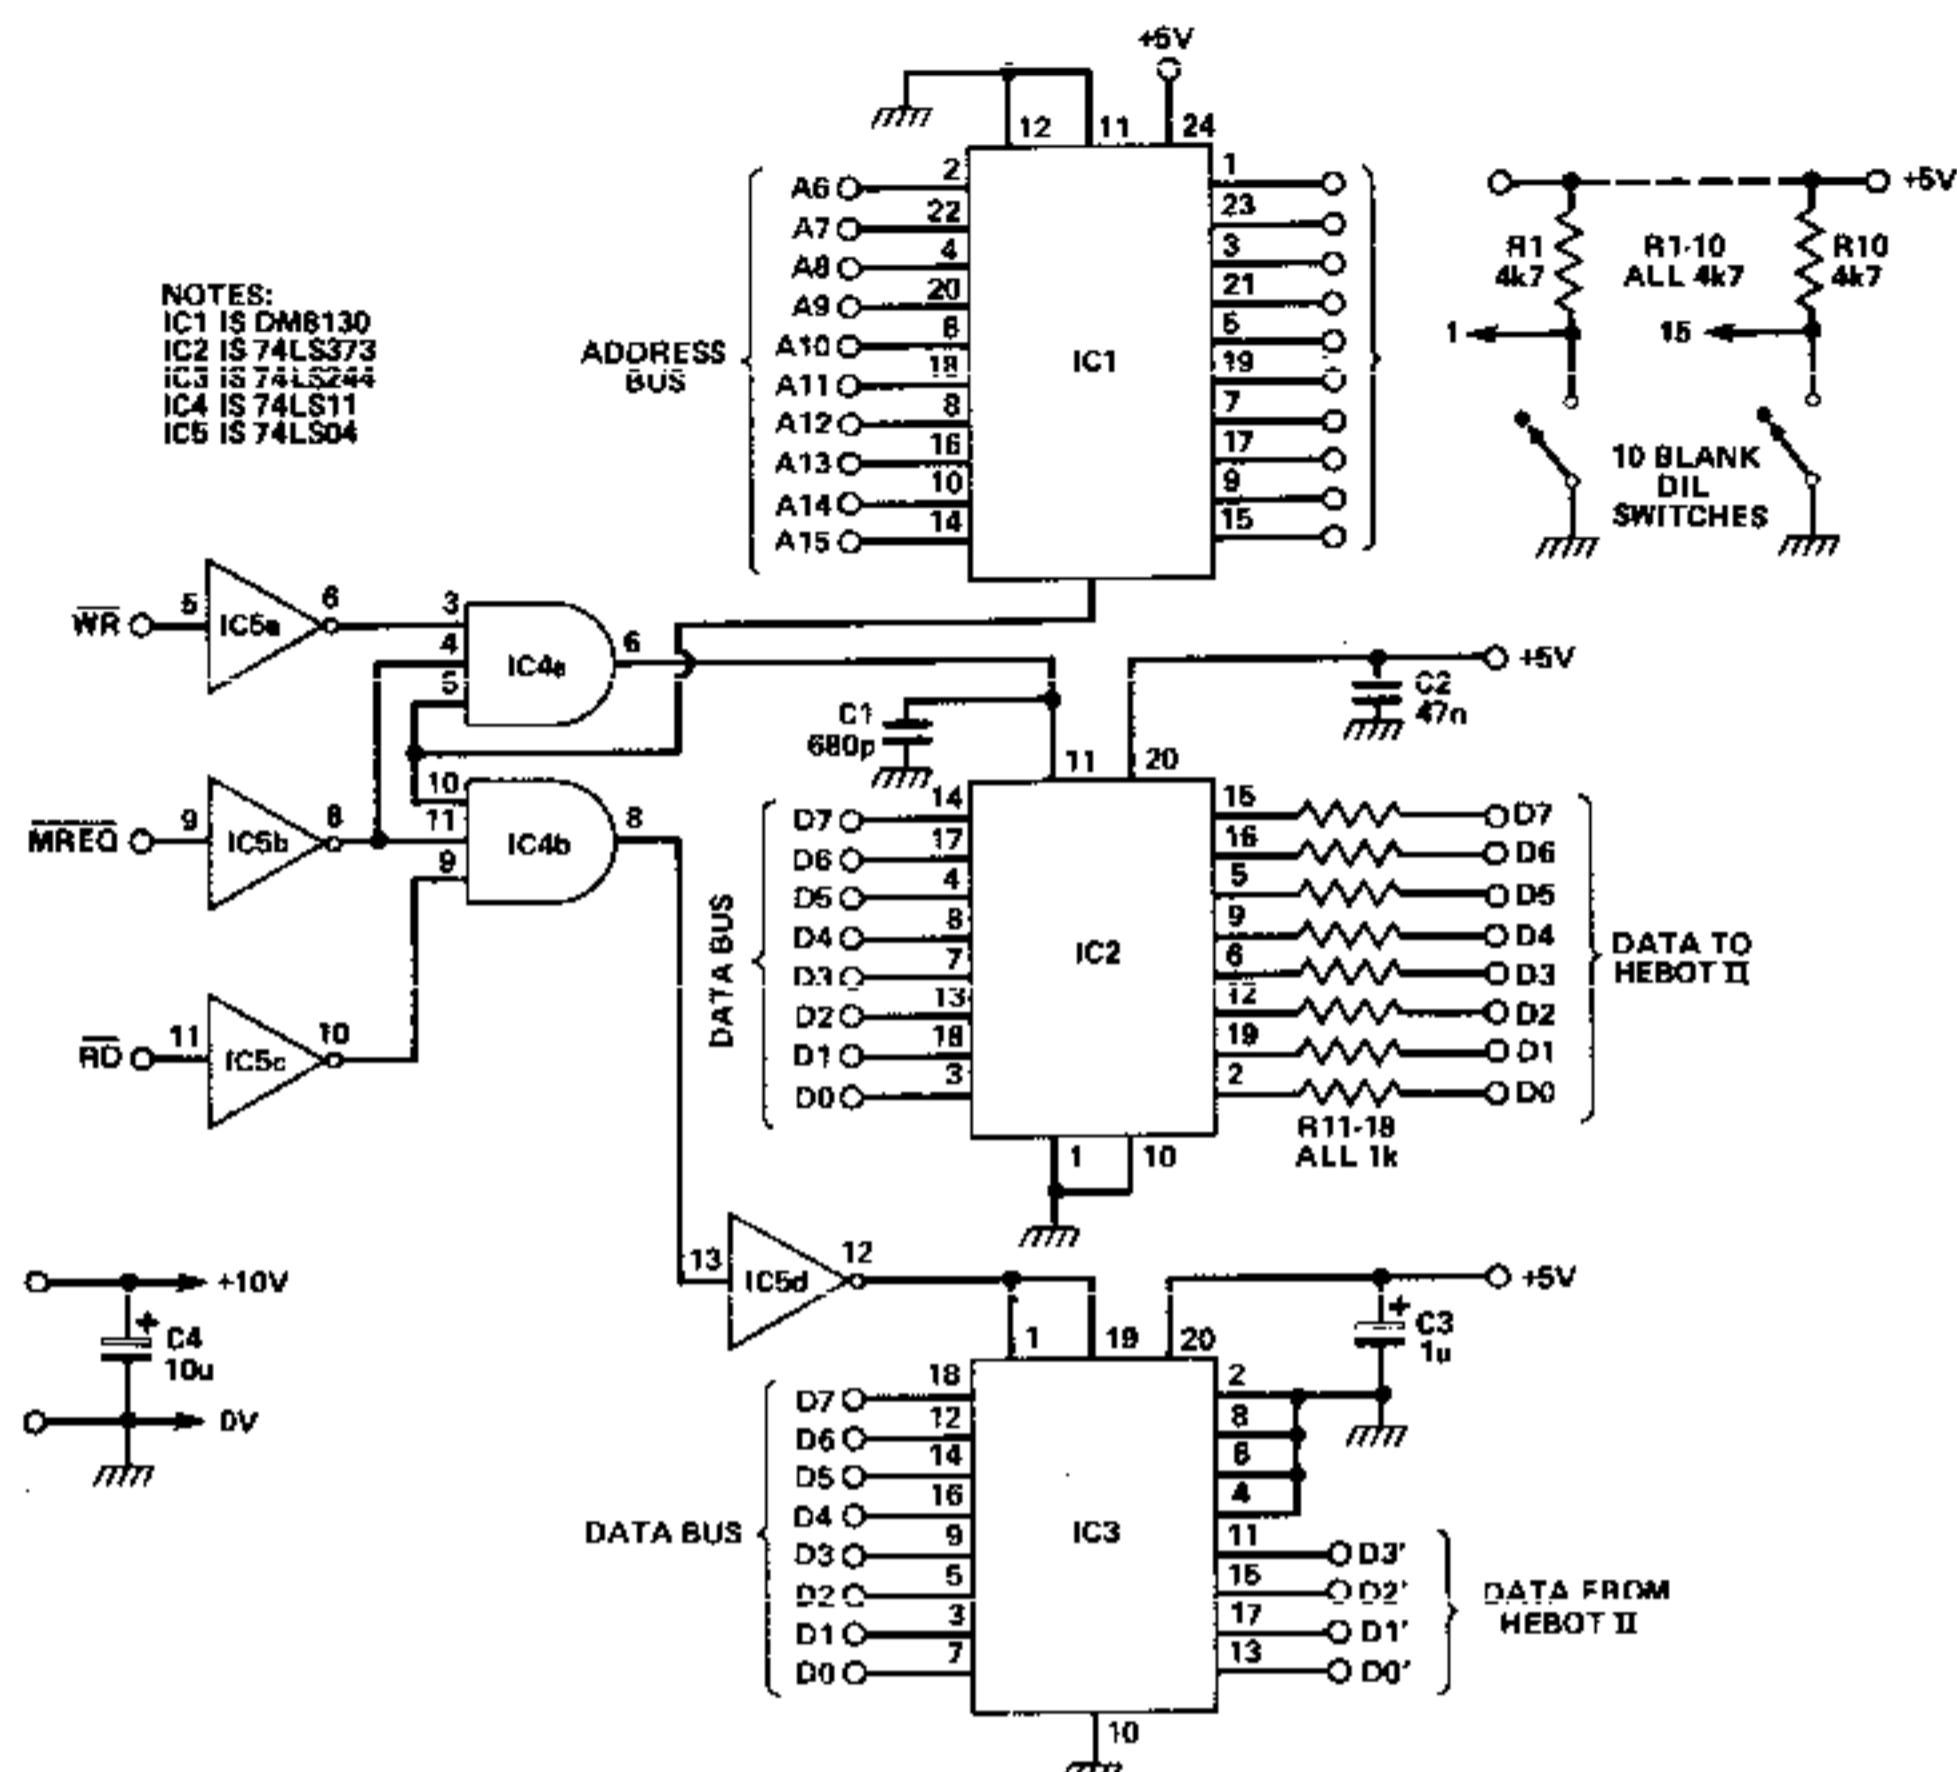 +5V
12 11 24
A6 2
A7 22
A8 4
A9 20
A10 6
A11 18
A12 8
A13 16
A14 10
A15 14
ADDRESS
BUS
IC1
1
23
3
21
5
19
7
17
9
15
+5V
R1
4k7
R1-10
ALL 4k7
R10
4k7
1
15
10 BLANK
DIL
SWITCHES
NOTES:
IC1 IS DM8130
IC2 IS 74LS373
IC3 IS 74LS244
IC4 IS 74LS11
IC5 IS 74LS04
WR 5 IC5a 6
3
4
5
IC4a 6
MREQ 9 IC5b 8
10
11
9
IC4b 8
RD 11 IC5c 10
C1
680p
+5V
C2
47n
11 20
DATA BUS
D7 14
D6 17
D5 4
D4 8
D3 7
D2 13
D1 18
D0 3
IC2
15 D7
16 D6
5 D5
9 D4
6 D3
12 D2
19 D1
2 D0
DATA TO
HEBOT II
R11-18
ALL 1k
1 10
13 IC5d 12
+10V
C4
10u
0V
+5V
C3
1u
1 19 20
DATA BUS
D7 18
D6 12
D5 14
D4 16
D3 9
D2 5
D1 3
D0 7
IC3
2
8
6
4
11 D3'
15 D2'
17 D1'
13 D0'
DATA FROM
HEBOT II
10